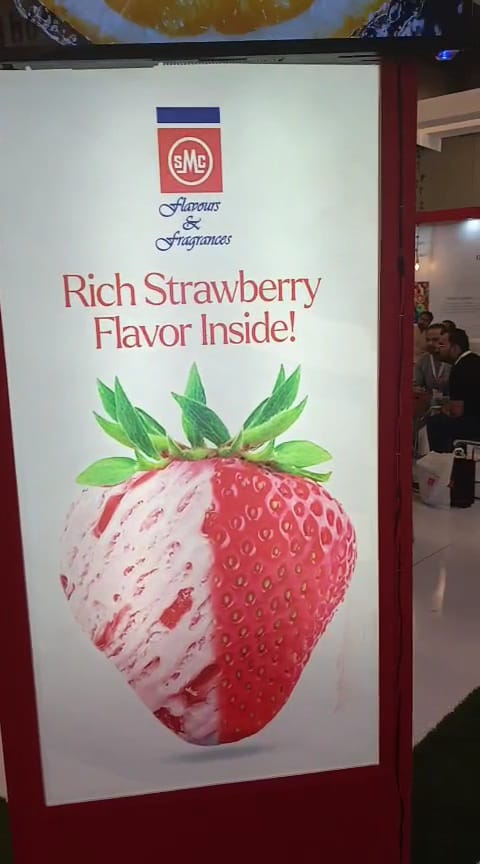 SMC
Flavours
&
Fragrances
Rich Strawberry
Flavor Inside!